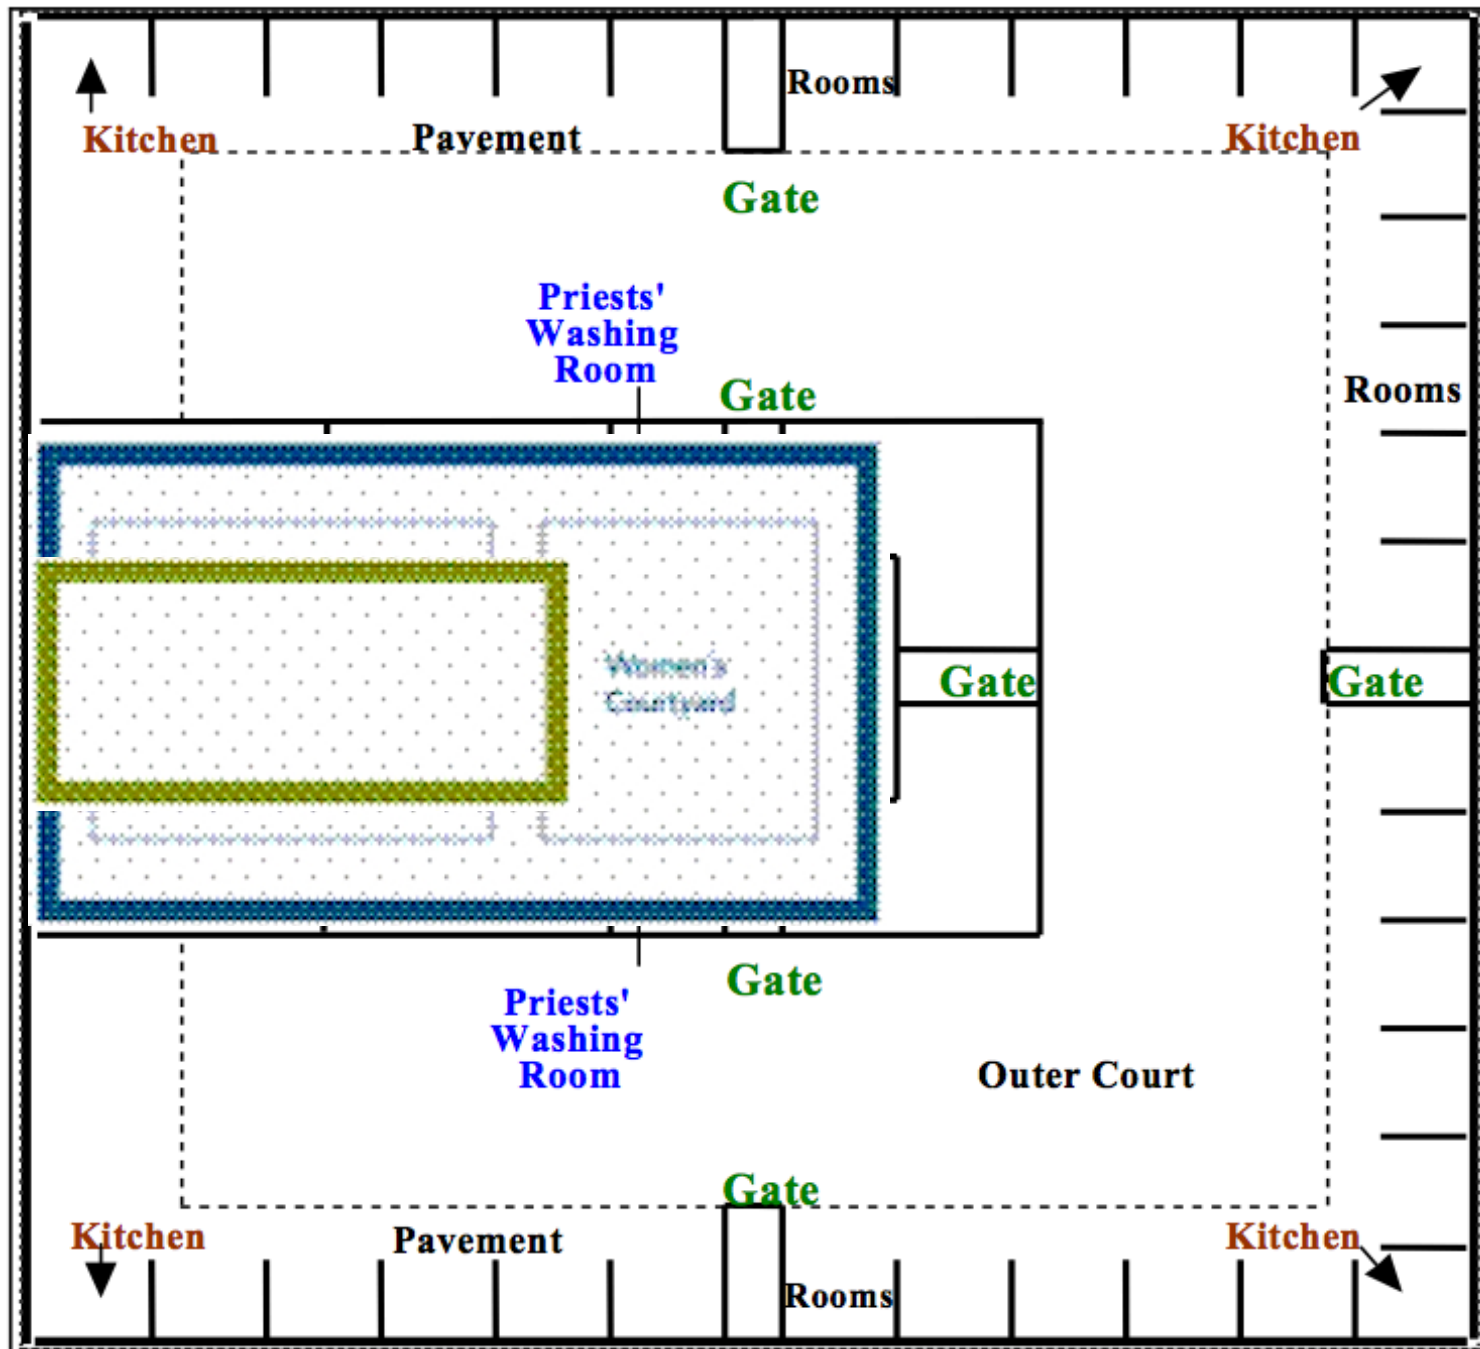 Rooms
Kitchen
Pavement
Kitchen
Gate
Priests'
Washing
Room
Gate
Rooms
Women's
Courtyard
Gate
Gate
Gate
Priests'
Washing
Room
Outer Court
Gate
Kitchen
Pavement
Kitchen
Rooms